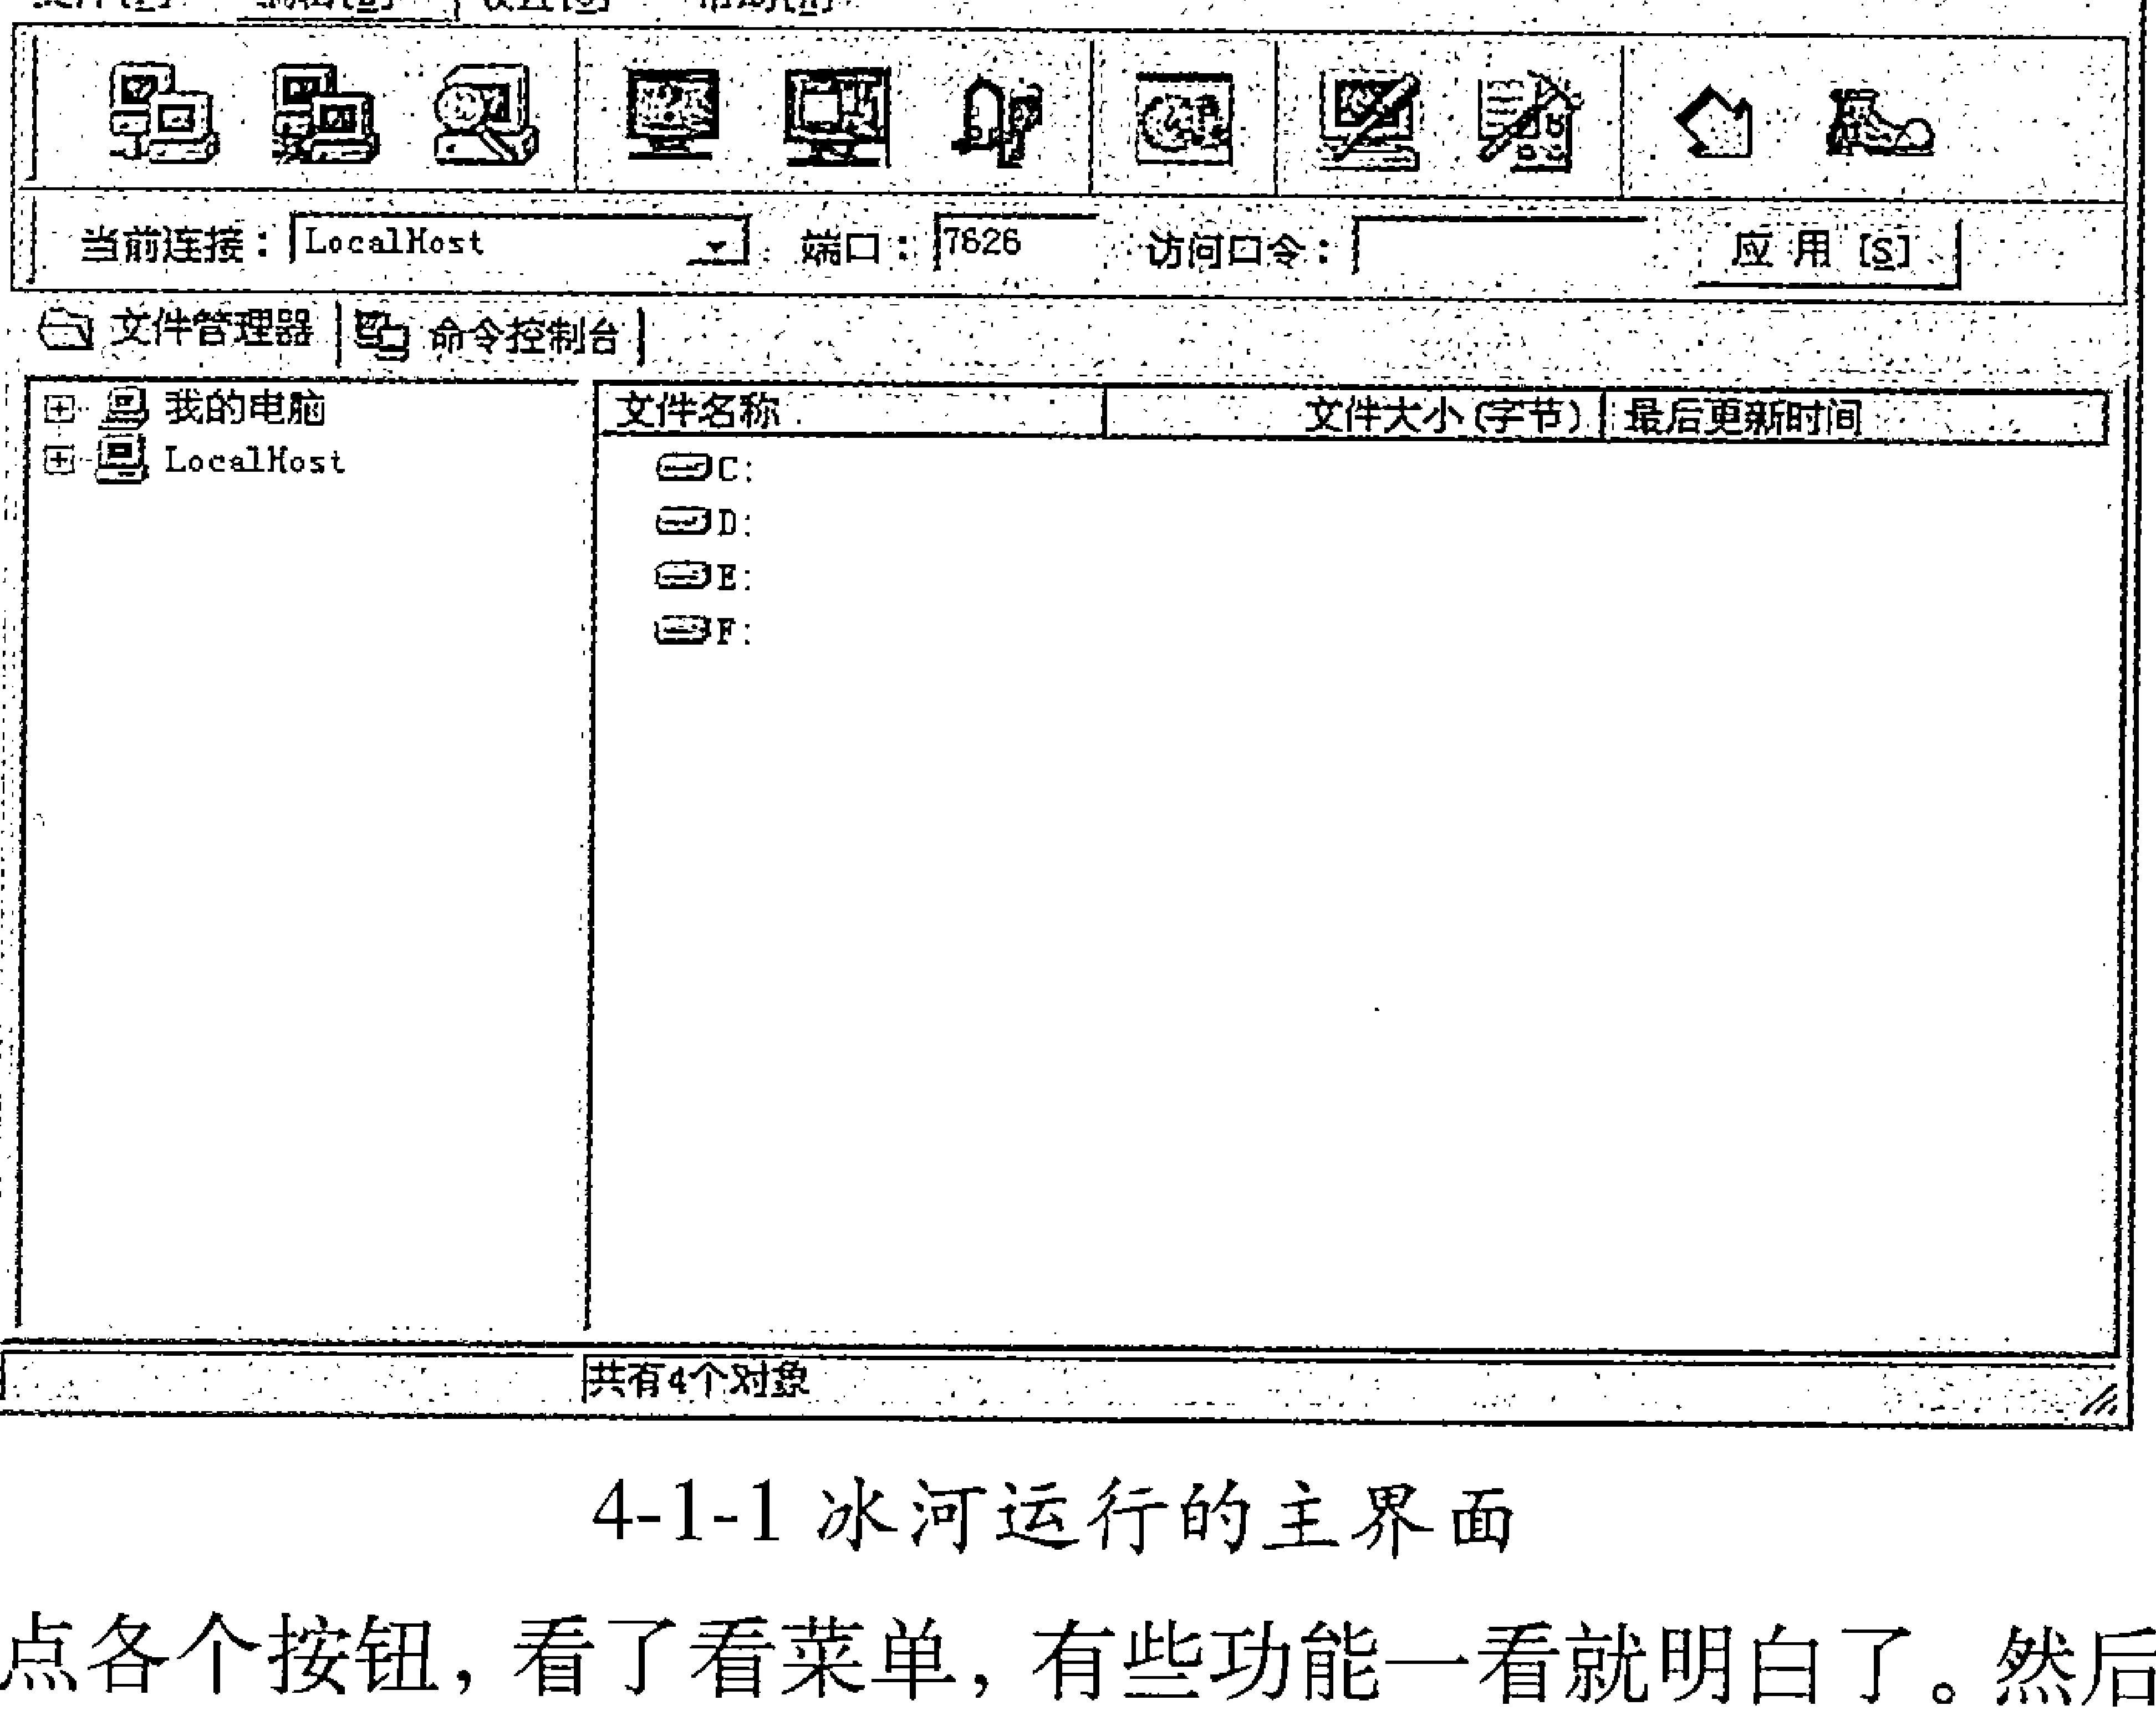 当前连接： LocalHost 端口： 7626 访问口令： 应 用 [S]
文件管理器 命令控制台
我的电脑
LocalHost
文件名称 文件大小(字节) 最后更新时间
C:
D:
E:
F:
共有4个对象
4-1-1 冰河运行的主界面
点各个按钮，看了看菜单，有些功能一看就明白了。然后